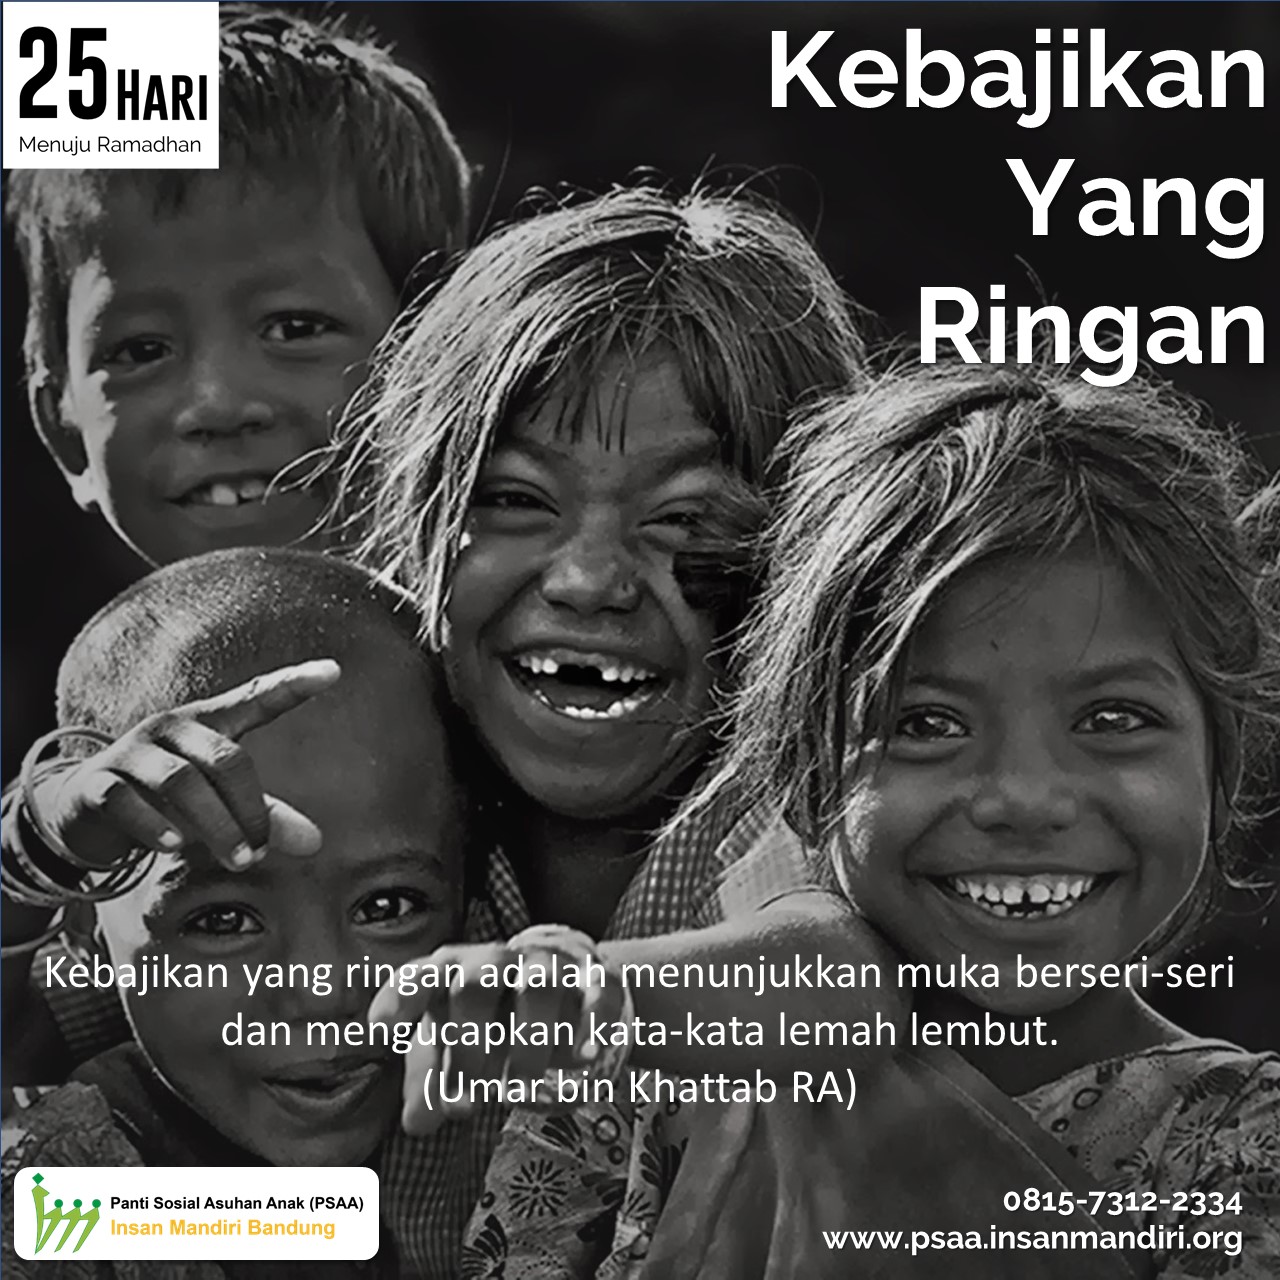 25 HARI
Menuju Ramadhan
Kebajikan
Yang
Ringan
Kebajikan yang ringan adalah menunjukkan muka berseri-seri
dan mengucapkan kata-kata lemah lembut.
(Umar bin Khattab RA)
Panti Sosial Asuhan Anak (PSAA)
Insan Mandiri Bandung
0815-7312-2334
www.psaa.insanmandiri.org